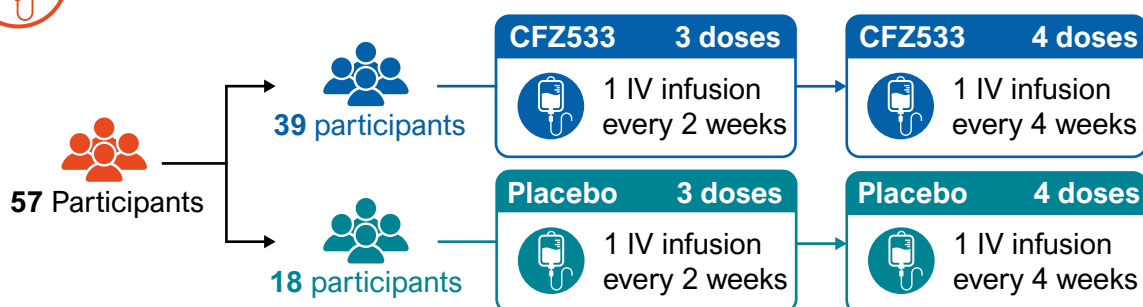 CFZ533 3 doses
1 IV infusion
every 2 weeks
CFZ533 4 doses
1 IV infusion
every 4 weeks
39 participants
57 Participants
Placebo 3 doses
1 IV infusion
every 2 weeks
Placebo 4 doses
1 IV infusion
every 4 weeks
18 participants